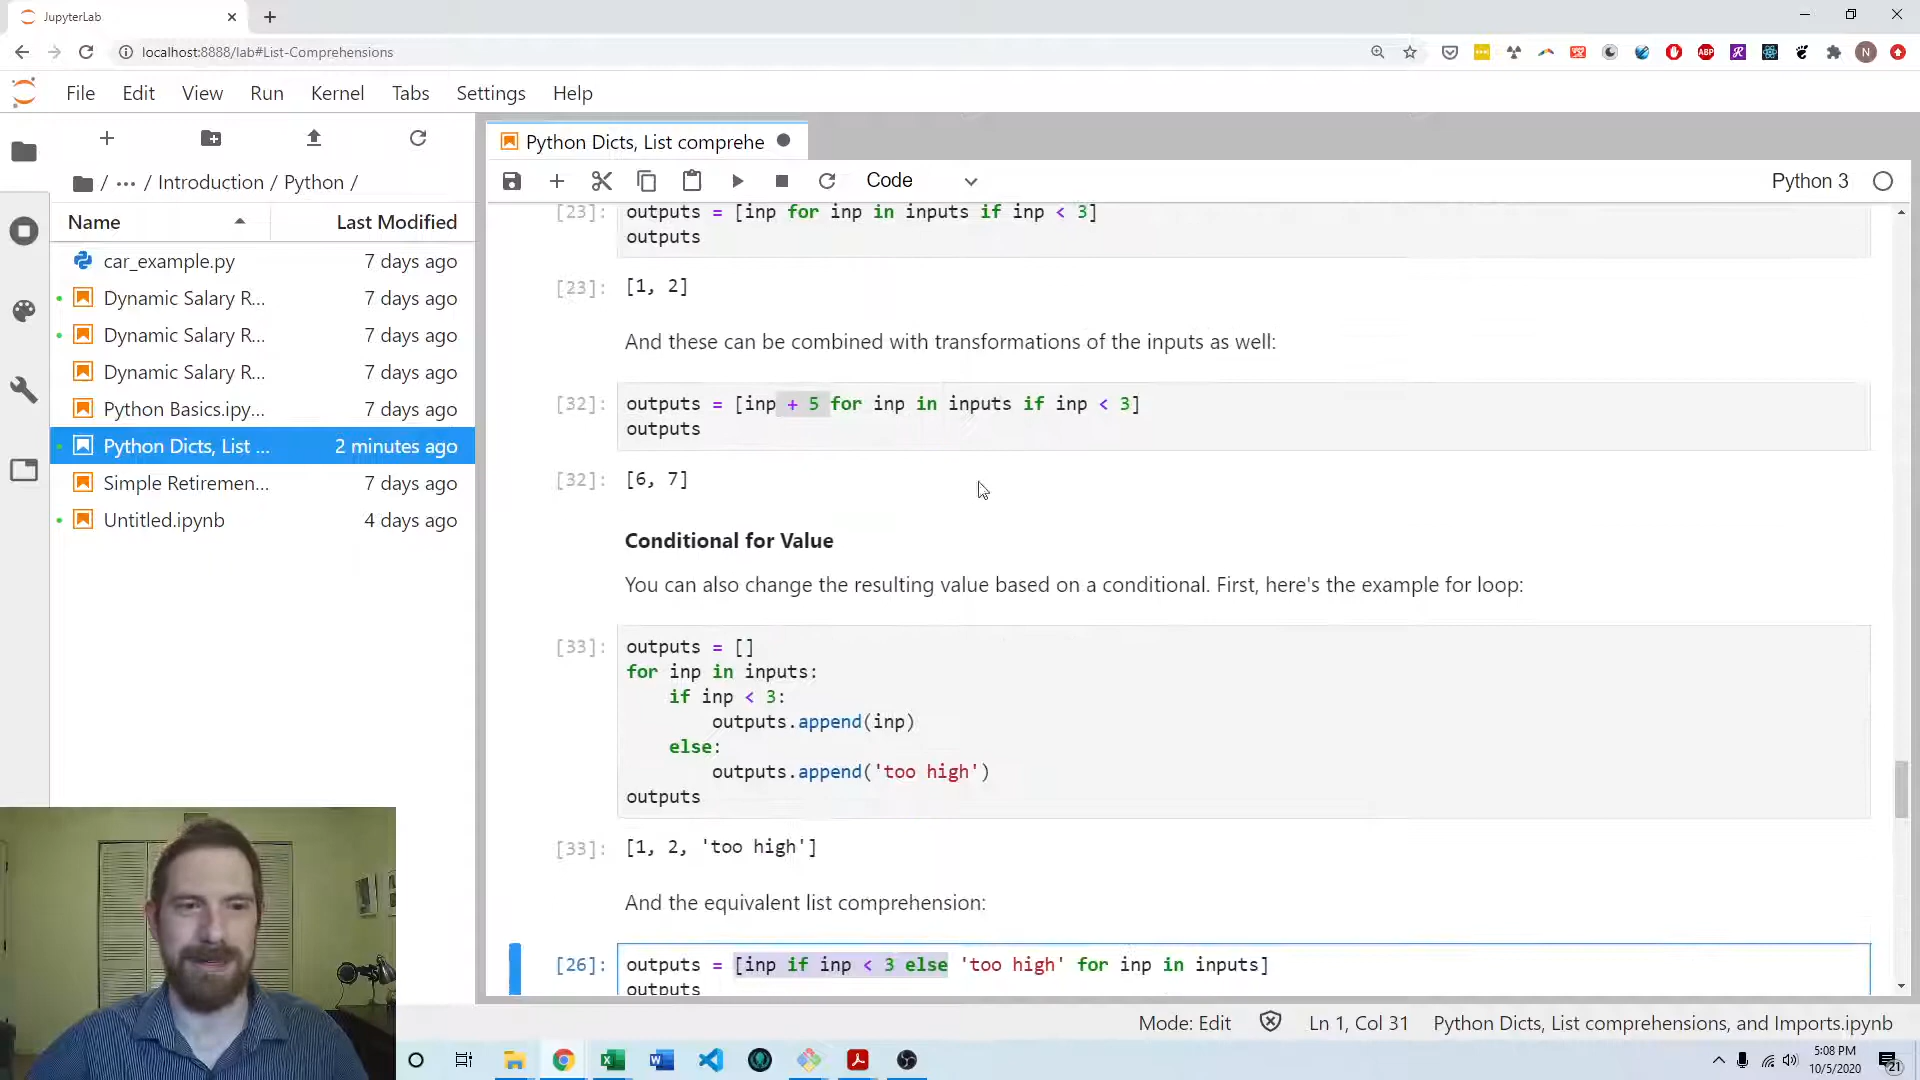 JupyterLab
localhost:8888/lab#List-Comprehensions
ABP
N
File Edit View Run Kernel Tabs Settings Help
Python Dicts, List comprehe
/ ... / Introduction / Python /
Code
Python 3
Name Last Modified
car_example.py 7 days ago
Dynamic Salary R... 7 days ago
Dynamic Salary R... 7 days ago
Dynamic Salary R... 7 days ago
Python Basics.ipy... 7 days ago
Python Dicts, List ... 2 minutes ago
Simple Retiremen... 7 days ago
Untitled.ipynb 4 days ago
[23]: outputs = [inp for inp in inputs if inp < 3]
outputs
[23]: [1, 2]
And these can be combined with transformations of the inputs as well:
[32]: outputs = [inp + 5 for inp in inputs if inp < 3]
outputs
[32]: [6, 7]
Conditional for Value
You can also change the resulting value based on a conditional. First, here's the example for loop:
[33]: outputs = []
for inp in inputs:
if inp < 3:
outputs.append(inp)
else:
outputs.append('too high')
outputs
[33]: [1, 2, 'too high']
And the equivalent list comprehension:
[26]: outputs = [inp if inp < 3 else 'too high' for inp in inputs]
outputs
Mode: Edit Ln 1, Col 31 Python Dicts, List comprehensions, and Imports.ipynb
5:08 PM
10/5/2020
21